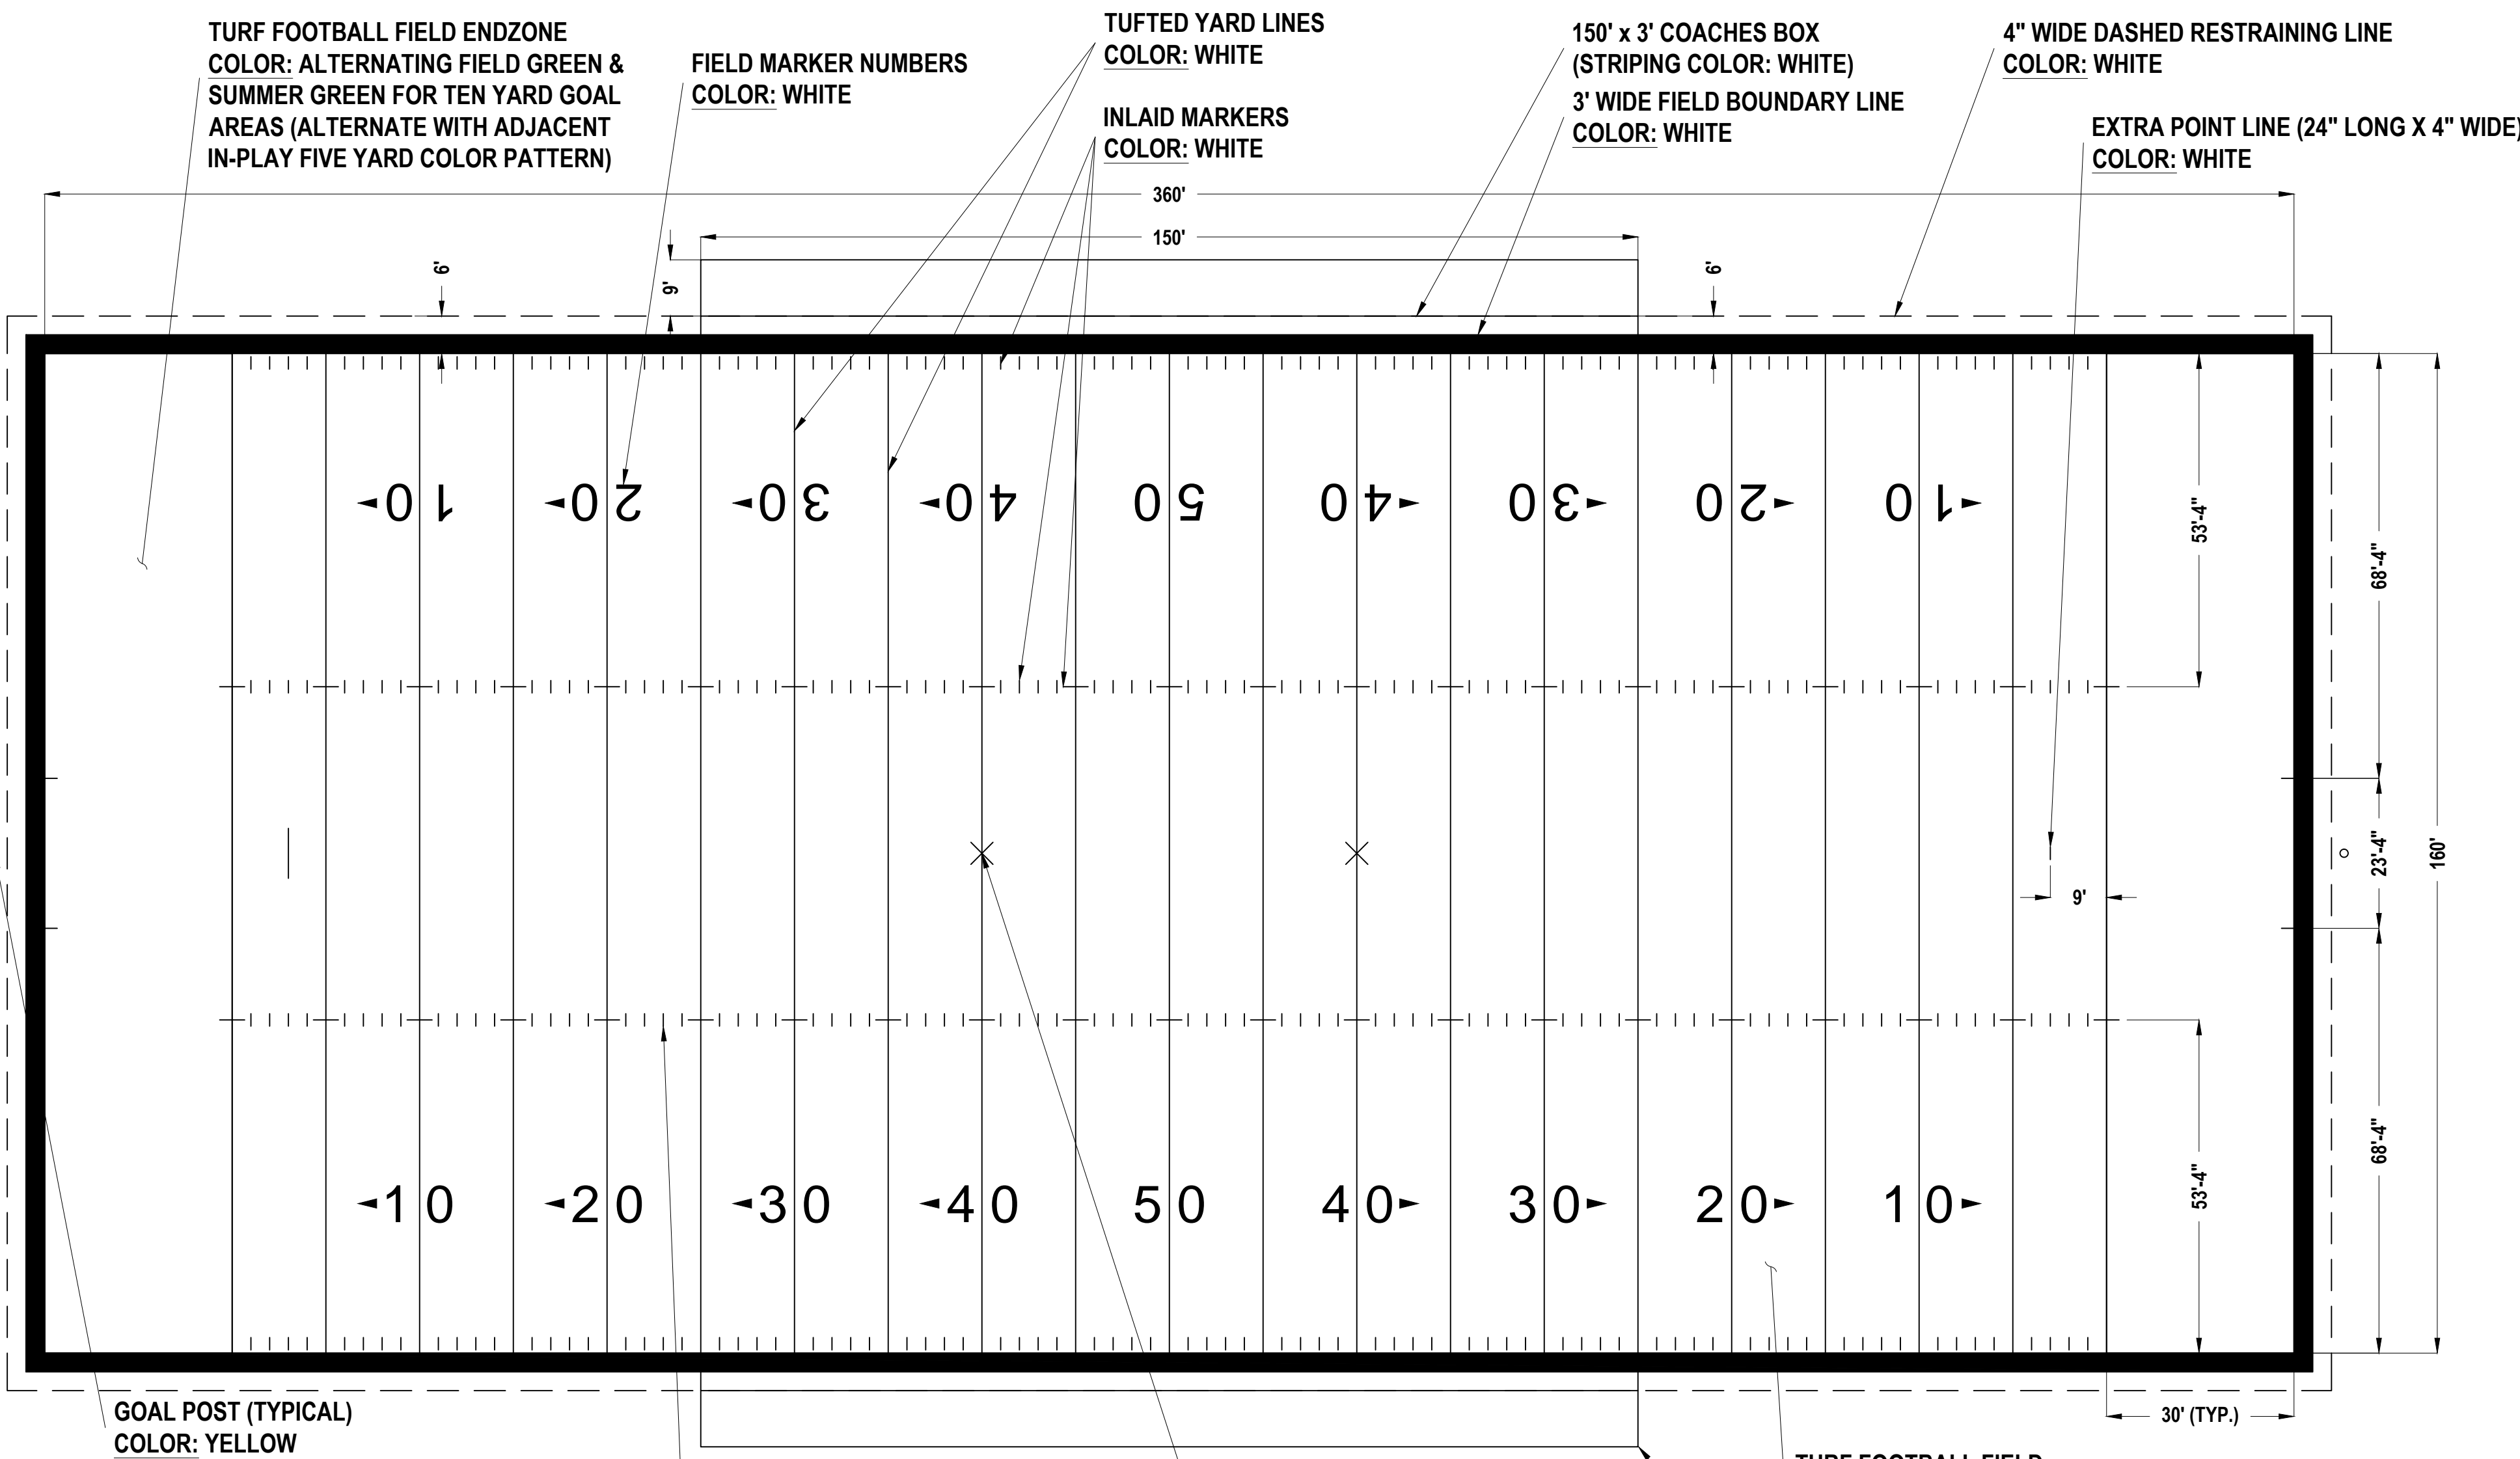 TURF FOOTBALL FIELD ENDZONE
COLOR: ALTERNATING FIELD GREEN &
SUMMER GREEN FOR TEN YARD GOAL
AREAS (ALTERNATE WITH ADJACENT
IN-PLAY FIVE YARD COLOR PATTERN)
FIELD MARKER NUMBERS
COLOR: WHITE
TUFTED YARD LINES
COLOR: WHITE
INLAID MARKERS
COLOR: WHITE
150' x 3' COACHES BOX
(STRIPING COLOR: WHITE)
3' WIDE FIELD BOUNDARY LINE
COLOR: WHITE
4" WIDE DASHED RESTRAINING LINE
COLOR: WHITE
EXTRA POINT LINE (24" LONG X 4" WIDE)
COLOR: WHITE
360'
150'
6'
9'
6'
10 20 30 40 50 40 30 20 10
53'-4"
68'-4"
23'-4"
160'
9'
68'-4"
53'-4"
10 20 30 40 50 40 30 20 10
30' (TYP.)
GOAL POST (TYPICAL)
COLOR: YELLOW
TURF FOOTBALL FIELD